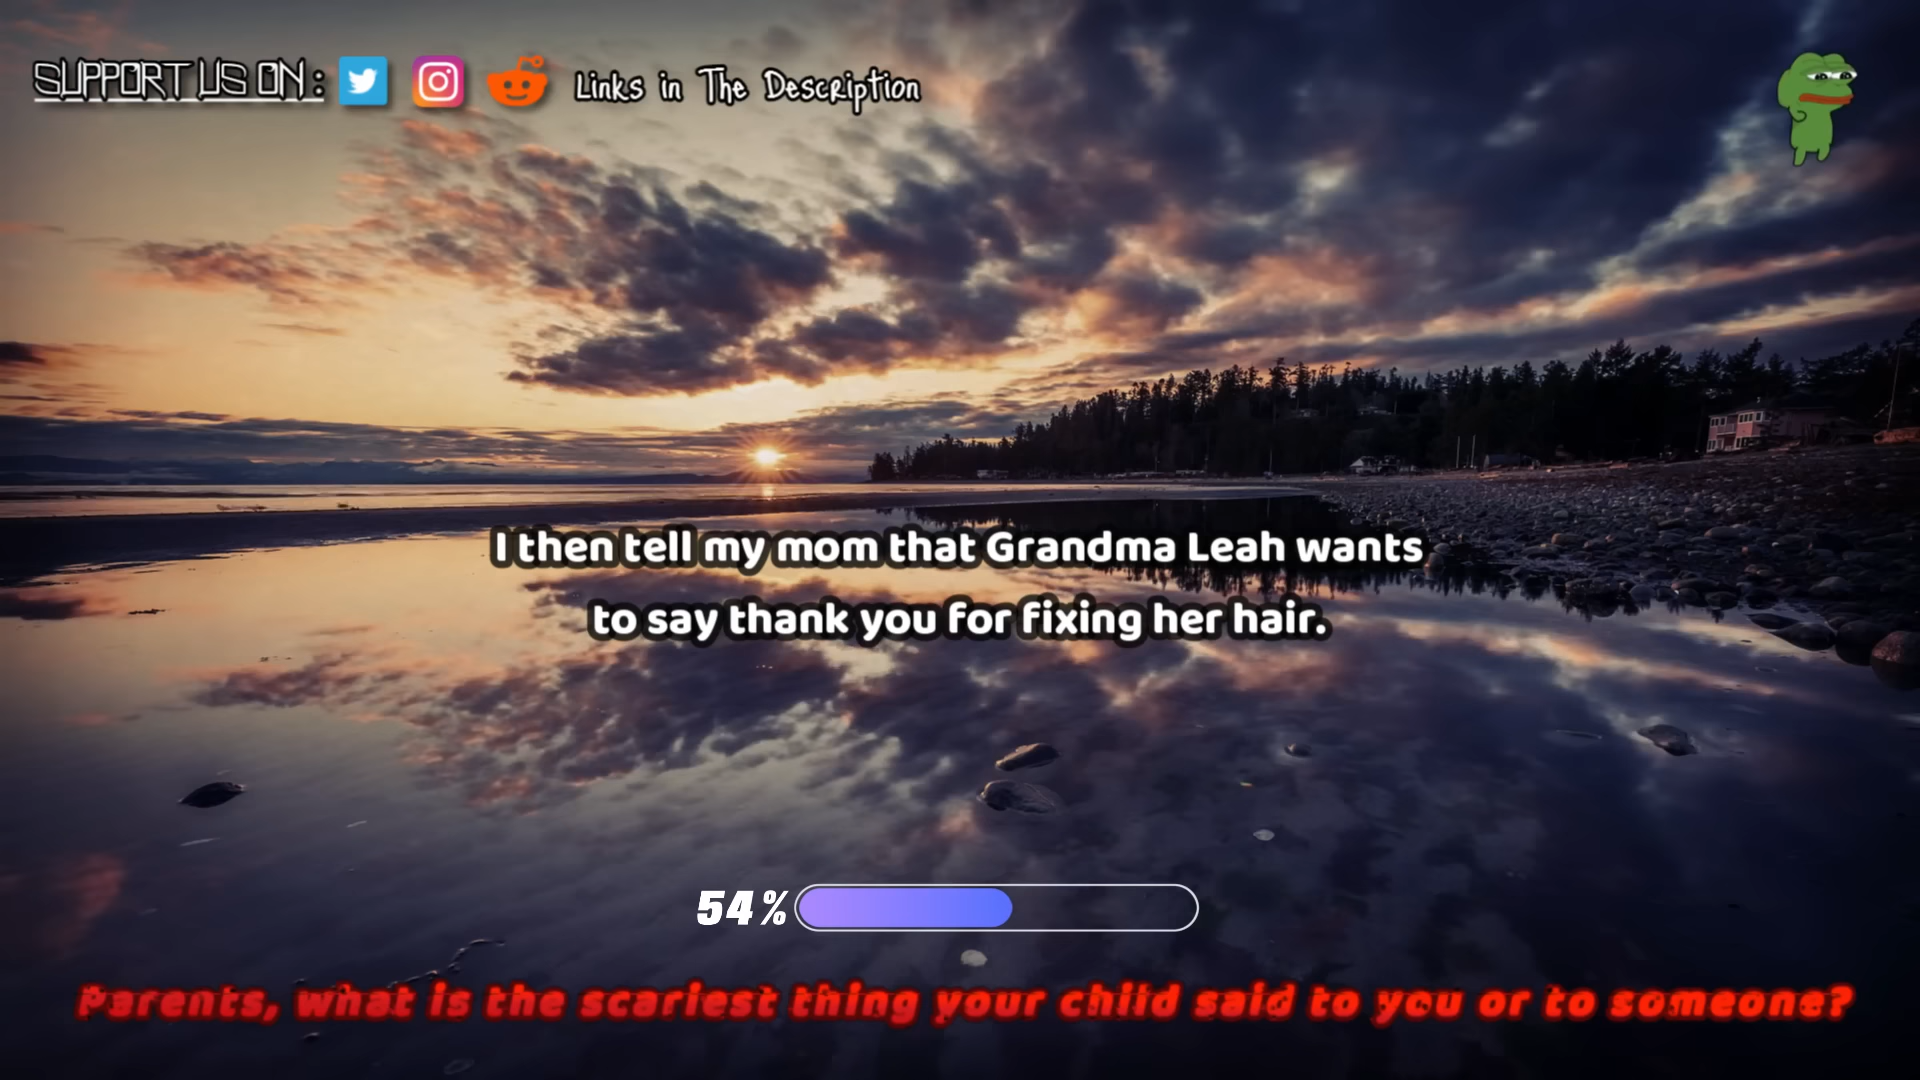 SUPPORT US ON :
Links in The Description
I then tell my mom that Grandma Leah wants
to say thank you for fixing her hair.
54%
Parents, what is the scariest thing your child said to you or to someone?